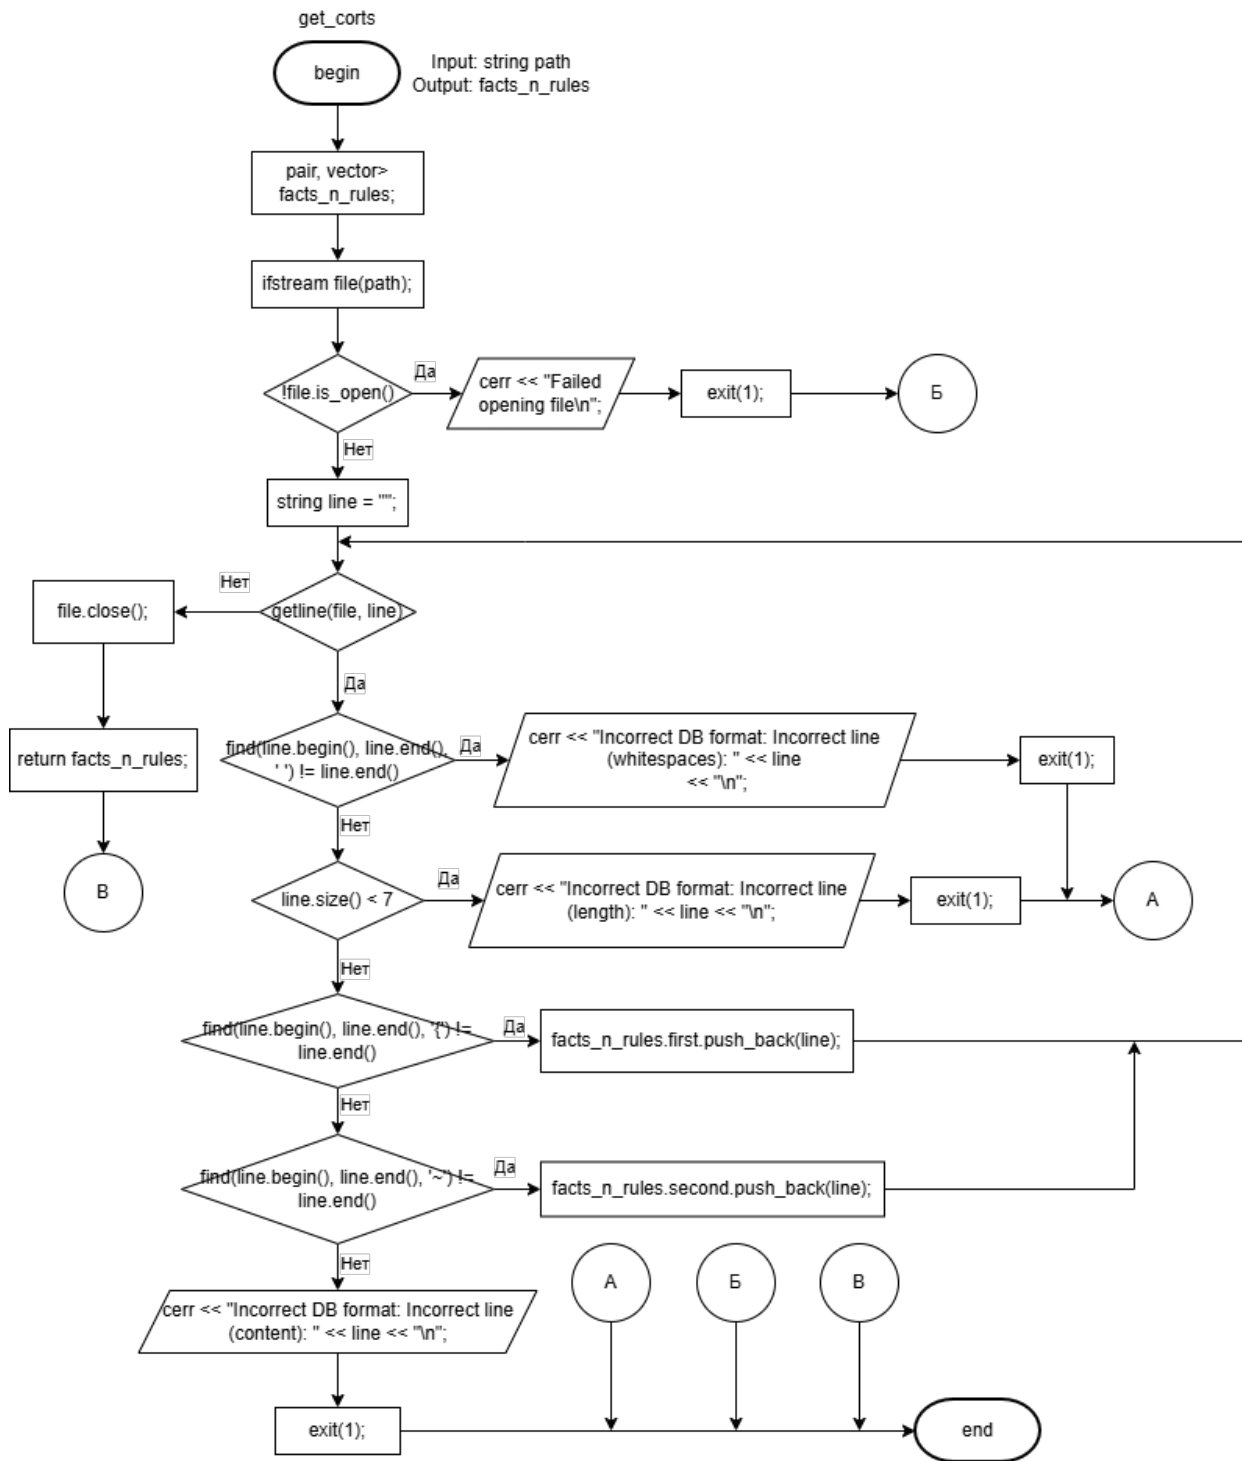 get_corts
begin
Input: string path
Output: facts_n_rules
pair, vector>
facts_n_rules;
ifstream file(path);
!file.is_open()
Да
cerr << "Failed
opening file\n";
exit(1);
Б
Нет
string line = "";
getline(file, line)
Нет
file.close();
return facts_n_rules;
В
Да
find(line.begin(), line.end(),
' ') != line.end()
Да
cerr << "Incorrect DB format: Incorrect line
(whitespaces): " << line
<< "\n";
exit(1);
Нет
line.size() < 7
Да
cerr << "Incorrect DB format: Incorrect line
(length): " << line << "\n";
exit(1);
А
Нет
find(line.begin(), line.end(), '{') !=
line.end()
Да
facts_n_rules.first.push_back(line);
Нет
find(line.begin(), line.end(), '~') !=
line.end()
Да
facts_n_rules.second.push_back(line);
Нет
cerr << "Incorrect DB format: Incorrect line
(content): " << line << "\n";
exit(1);
А
Б
В
end